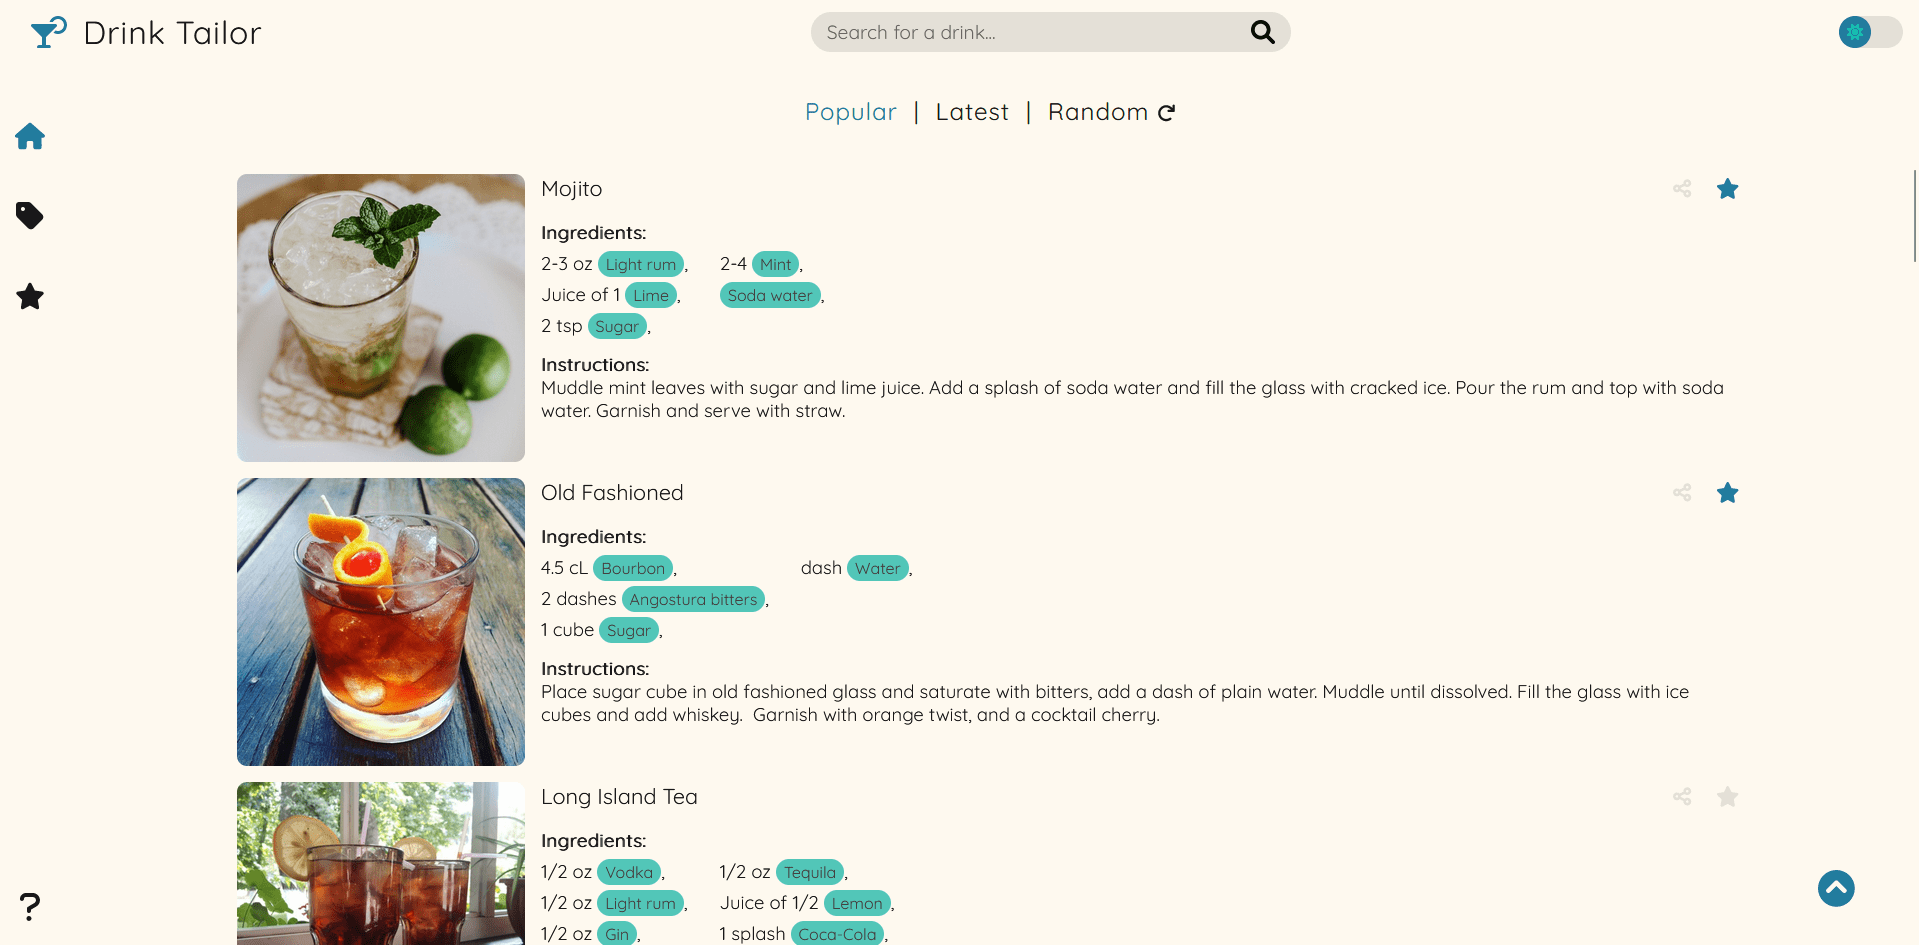 Drink Tailor
Search for a drink...
Popular | Latest | Random
Mojito
Ingredients:
2-3 oz Light rum, 2-4 Mint,
Juice of 1 Lime, Soda water,
2 tsp Sugar,
Instructions:
Muddle mint leaves with sugar and lime juice. Add a splash of soda water and fill the glass with cracked ice. Pour the rum and top with soda
water. Garnish and serve with straw.
Old Fashioned
Ingredients:
4.5 cL Bourbon, dash Water,
2 dashes Angostura bitters,
1 cube Sugar,
Instructions:
Place sugar cube in old fashioned glass and saturate with bitters, add a dash of plain water. Muddle until dissolved. Fill the glass with ice
cubes and add whiskey.  Garnish with orange twist, and a cocktail cherry.
Long Island Tea
Ingredients:
1/2 oz Vodka, 1/2 oz Tequila,
1/2 oz Light rum, Juice of 1/2 Lemon,
1/2 oz Gin, 1 splash Coca-Cola,
?